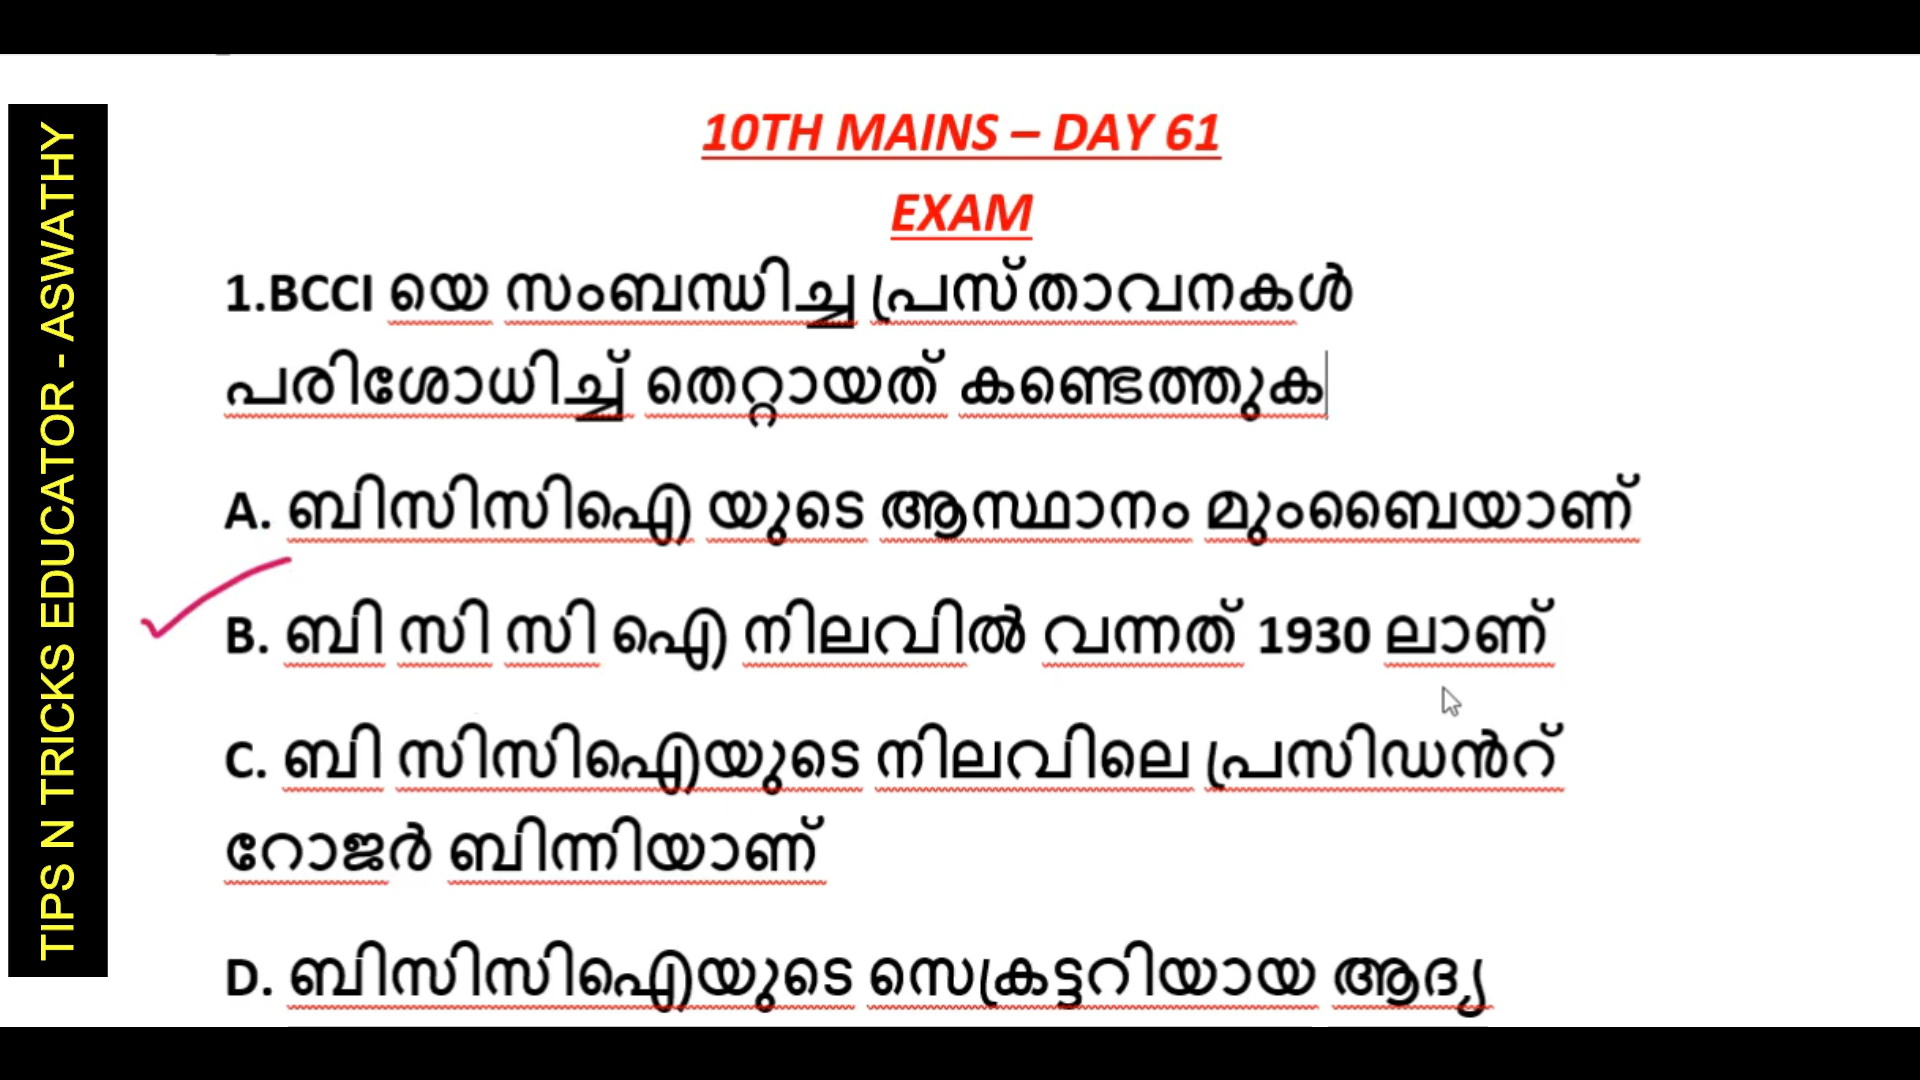 TIPS N TRICKS EDUCATOR - ASWATHY
10TH MAINS – DAY 61
EXAM
1.BCCI യെ സംബന്ധിച്ച പ്രസ്താവനകൾ
പരിശോധിച്ച് തെറ്റായത് കണ്ടെത്തുക
A. ബിസിസിഐ യുടെ ആസ്ഥാനം മുംബൈയാണ്
B. ബി സി സി ഐ നിലവിൽ വന്നത് 1930 ലാണ്
C. ബി സിസിഐയുടെ നിലവിലെ പ്രസിഡൻറ്
റോജർ ബിന്നിയാണ്
D. ബിസിസിഐയുടെ സെക്രട്ടറിയായ ആദ്യ